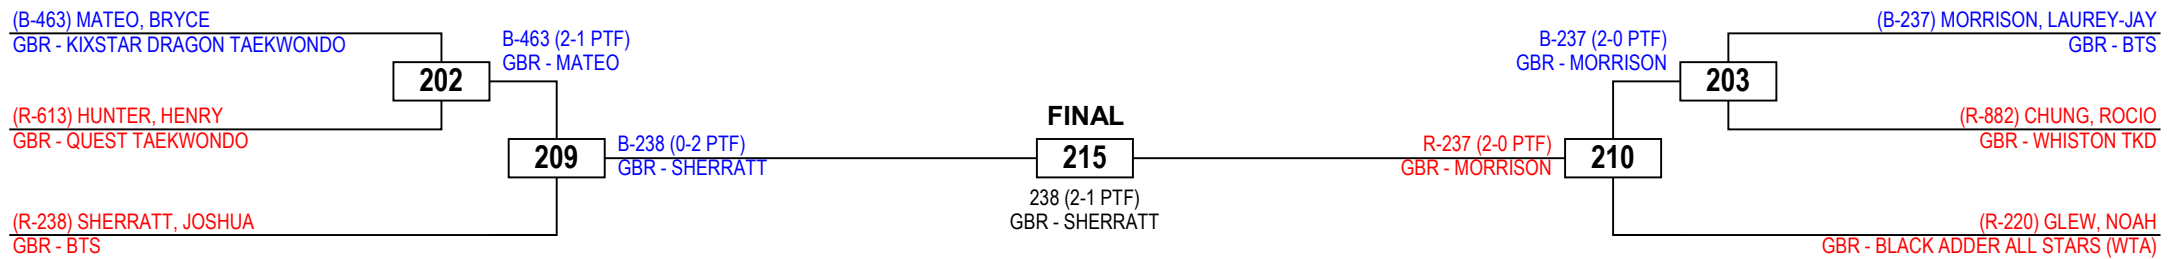 (B-463) MATEO, BRYCE
GBR - KIXSTAR DRAGON TAEKWONDO
B-463 (2-1 PTF)
GBR - MATEO
202
(R-613) HUNTER, HENRY
GBR - QUEST TAEKWONDO
209
B-238 (0-2 PTF)
GBR - SHERRATT
(R-238) SHERRATT, JOSHUA
GBR - BTS
FINAL
215
238 (2-1 PTF)
GBR - SHERRATT
(B-237) MORRISON, LAUREY-JAY
GBR - BTS
B-237 (2-0 PTF)
GBR - MORRISON
203
(R-882) CHUNG, ROCIO
GBR - WHISTON TKD
R-237 (2-0 PTF)
GBR - MORRISON
210
(R-220) GLEW, NOAH
GBR - BLACK ADDER ALL STARS (WTA)